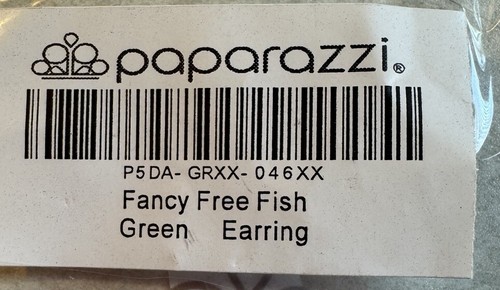 paparazzi®
P5DA- GRXX- 046XX
Fancy Free Fish
Green Earring